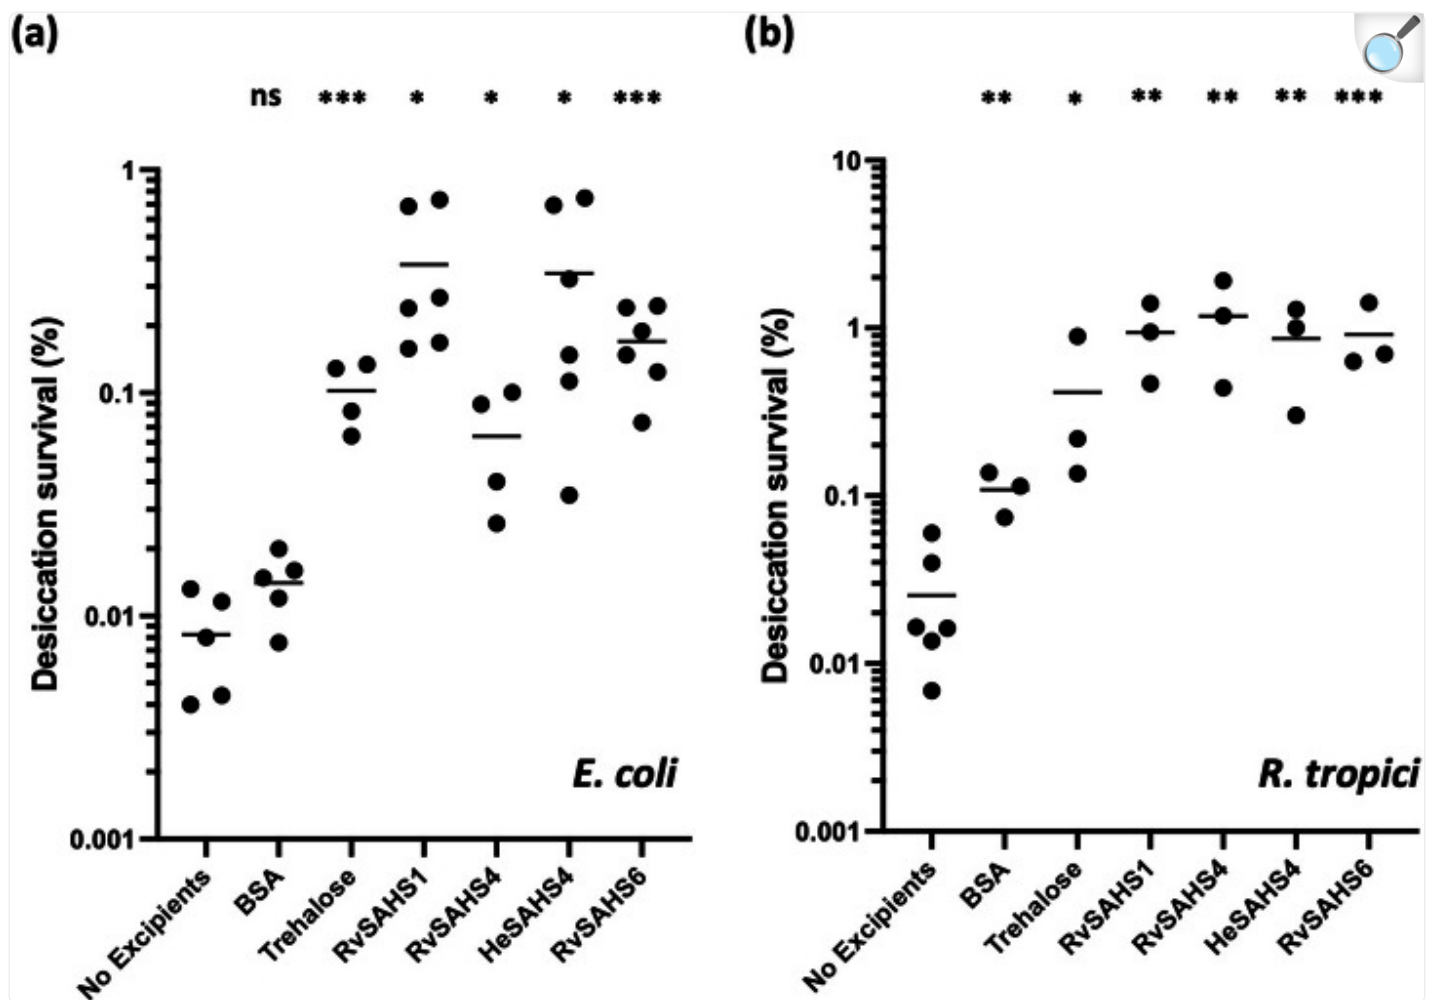 (a)
ns *** * * * ***
Desiccation survival (%)
1
0.1
0.01
0.001
E. coli
No Excipients
BSA
Trehalose
RvSAHS1
RvSAHS4
HeSAHS4
RvSAHS6
(b)
** * ** ** ** ***
Desiccation survival (%)
10
1
0.1
0.01
0.001
R. tropici
No Excipients
BSA
Trehalose
RvSAHS1
RvSAHS4
HeSAHS4
RvSAHS6